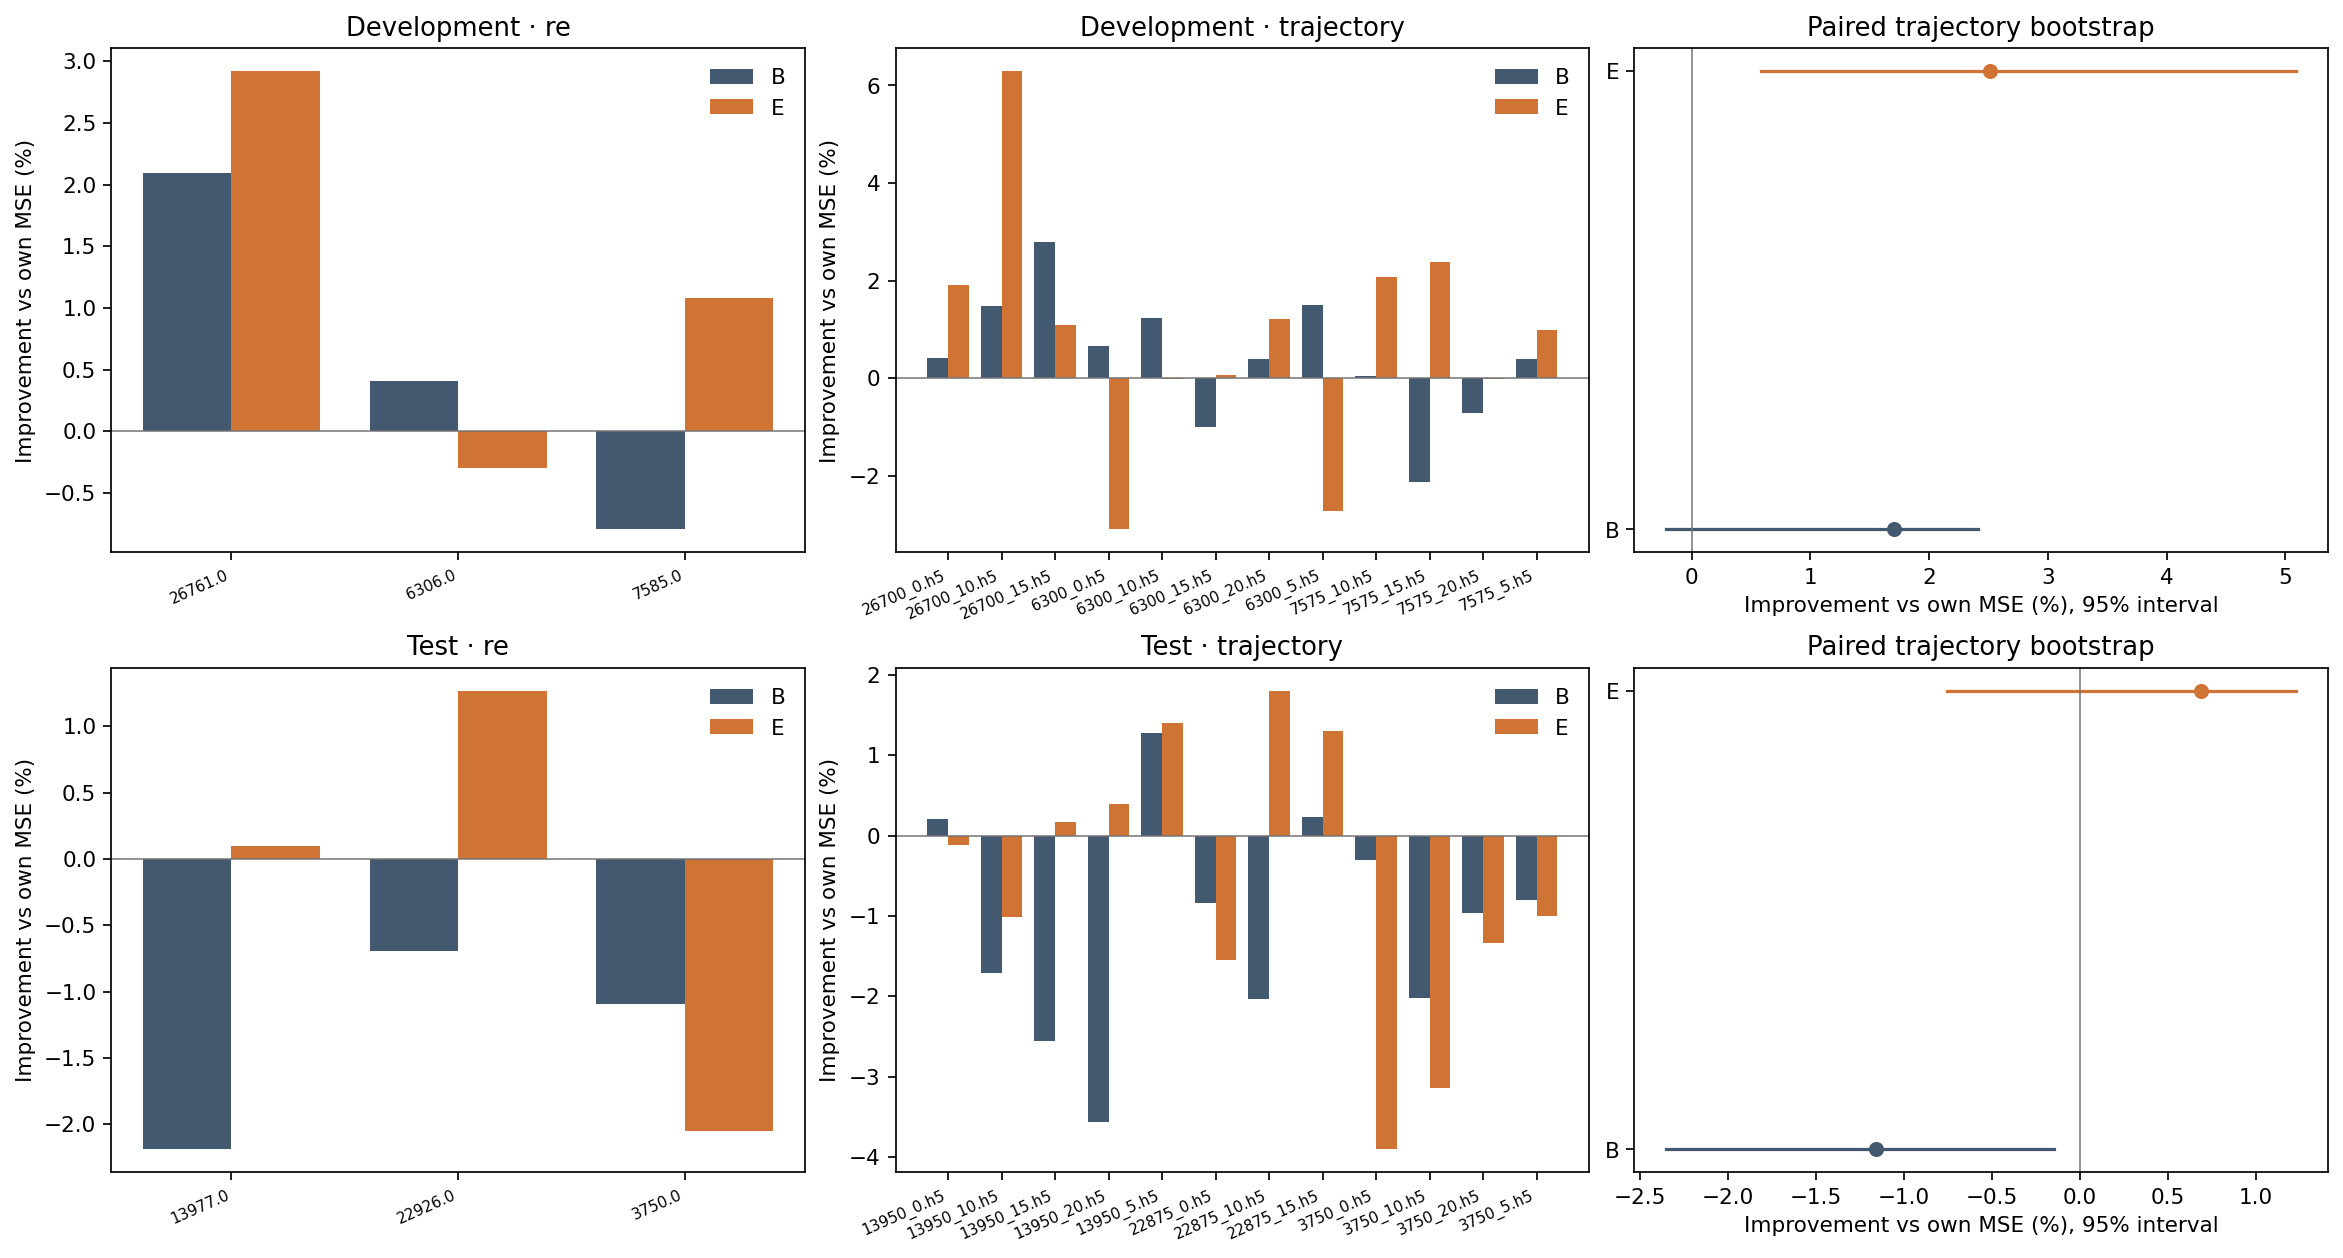 Development · re
Improvement vs own MSE (%)
3.0
2.5
2.0
1.5
1.0
0.5
0.0
−0.5
B
E
26761.0
6306.0
7585.0
Development · trajectory
Improvement vs own MSE (%)
6
4
2
0
−2
B
E
26700_0.h5
26700_10.h5
26700_15.h5
6300_0.h5
6300_10.h5
6300_15.h5
6300_20.h5
6300_5.h5
7575_10.h5
7575_15.h5
7575_20.h5
7575_5.h5
Paired trajectory bootstrap
E
B
0
1
2
3
4
5
Improvement vs own MSE (%), 95% interval
Test · re
Improvement vs own MSE (%)
1.0
0.5
0.0
−0.5
−1.0
−1.5
−2.0
B
E
13977.0
22926.0
3750.0
Test · trajectory
Improvement vs own MSE (%)
2
1
0
−1
−2
−3
−4
B
E
13950_0.h5
13950_10.h5
13950_15.h5
13950_20.h5
13950_5.h5
22875_0.h5
22875_10.h5
22875_15.h5
3750_0.h5
3750_10.h5
3750_20.h5
3750_5.h5
Paired trajectory bootstrap
E
B
−2.5
−2.0
−1.5
−1.0
−0.5
0.0
0.5
1.0
Improvement vs own MSE (%), 95% interval